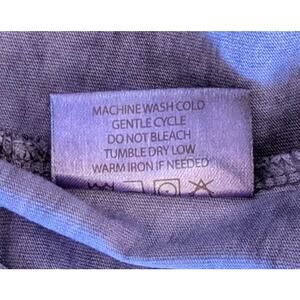 MACHINE WASH COLD
GENTLE CYCLE
DO NOT BLEACH
TUMBLE DRY LOW
WARM IRON IF NEEDED